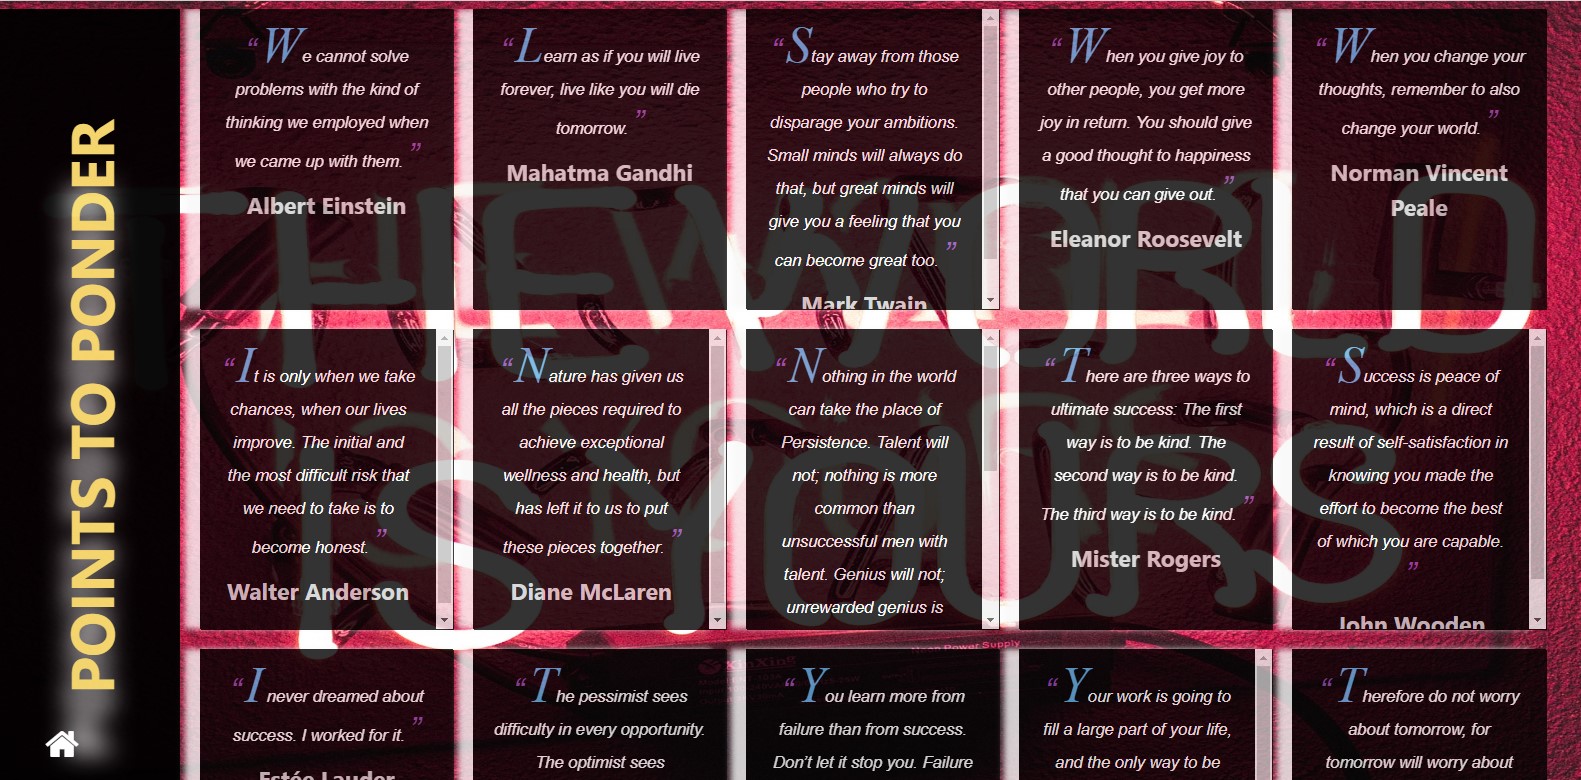 POINTS TO PONDER
“We cannot solve
problems with the kind of
thinking we employed when
we came up with them. ”
Albert Einstein
“Learn as if you will live
forever, live like you will die
tomorrow. ”
Mahatma Gandhi
“Stay away from those
people who try to
disparage your ambitions.
Small minds will always do
that, but great minds will
give you a feeling that you
can become great too. ”
Mark Twain
“When you give joy to
other people, you get more
joy in return. You should give
a good thought to happiness
that you can give out. ”
Eleanor Roosevelt
“When you change your
thoughts, remember to also
change your world. ”
Norman Vincent
Peale
“It is only when we take
chances, when our lives
improve. The initial and
the most difficult risk that
we need to take is to
become honest. ”
Walter Anderson
“Nature has given us
all the pieces required to
achieve exceptional
wellness and health, but
has left it to us to put
these pieces together. ”
Diane McLaren
“Nothing in the world
can take the place of
Persistence. Talent will
not; nothing is more
common than
unsuccessful men with
talent. Genius will not;
unrewarded genius is
“There are three ways to
ultimate success: The first
way is to be kind. The
second way is to be kind.
The third way is to be kind. ”
Mister Rogers
“Success is peace of
mind, which is a direct
result of self-satisfaction in
knowing you made the
effort to become the best
of which you are capable.
”
John Wooden
“I never dreamed about
success. I worked for it. ”
Estée Lauder
“The pessimist sees
difficulty in every opportunity.
The optimist sees
“You learn more from
failure than from success.
Don’t let it stop you. Failure
“Your work is going to
fill a large part of your life,
and the only way to be
“Therefore do not worry
about tomorrow, for
tomorrow will worry about
THE WORLD
IS YOURS
XinXing
Neon Power Supply